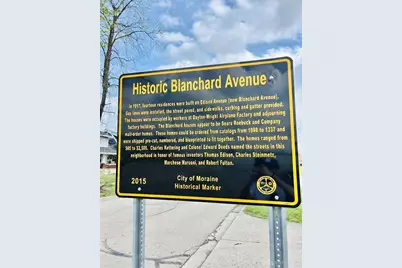 Historic Blanchard Avenue
In 1917, fourteen residences were built on Edison Avenue (now Blanchard Avenue).
Gas lines were installed, the street paved, and sidewalks, curbing and gutter provided.
The houses were occupied by workers at Dayton-Wright Airplane Factory and adjourning
factory buildings. The Blanchard houses appear to be Sears Roebuck and Company
mail-order homes. These homes could be ordered from catalogs from 1908 to 1937 and
were shipped pre-cut, numbered, and blueprinted to fit together. The homes ranged from
to $2,500. Charles Kettering and Colonel Edward Deeds named the streets in this
neighborhood in honor of famous inventors Thomas Edison, Charles Steinmetz,
Marchese Marconi, and Robert Fulton.
2015
City of Moraine
Historical Marker